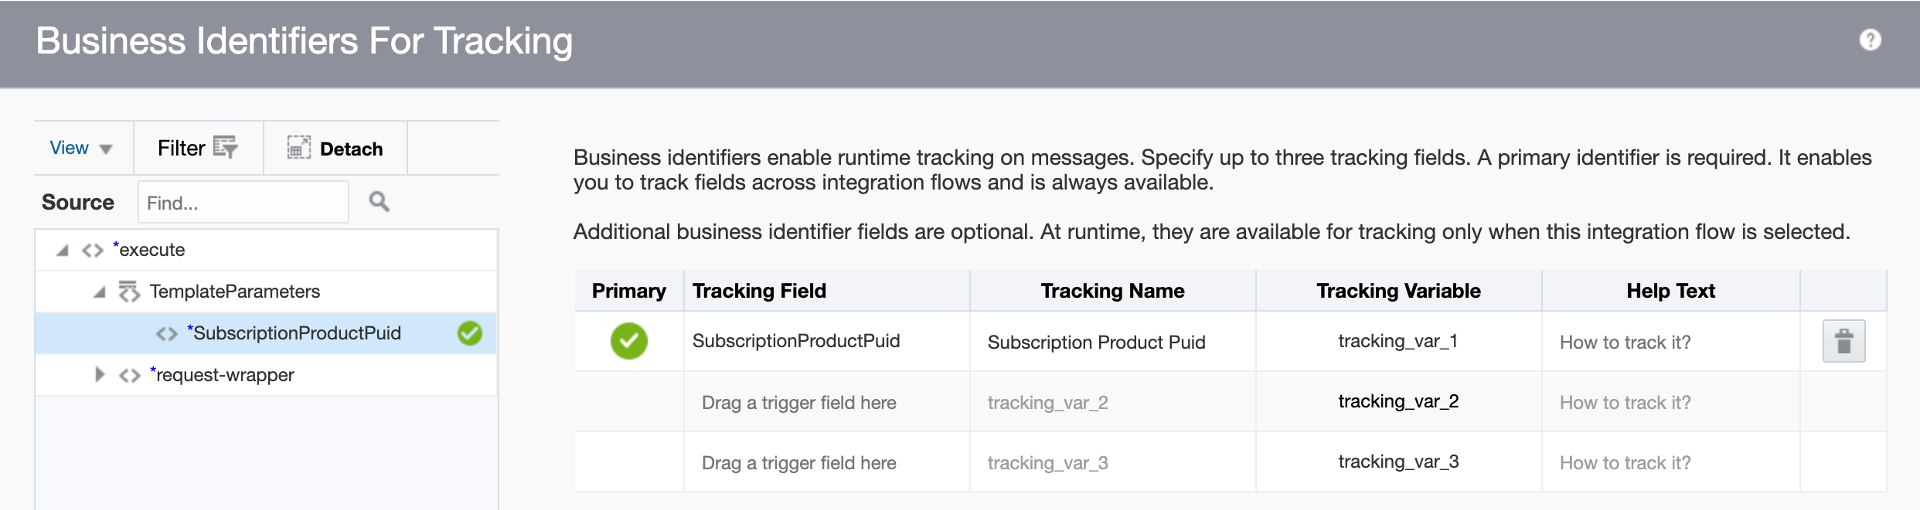 Business Identifiers For Tracking
?
View
Filter
Detach
Source
Find...
*execute
TemplateParameters
*SubscriptionProductPuid
*request-wrapper
Business identifiers enable runtime tracking on messages. Specify up to three tracking fields. A primary identifier is required. It enables
you to track fields across integration flows and is always available.
Additional business identifier fields are optional. At runtime, they are available for tracking only when this integration flow is selected.
Primary Tracking Field Tracking Name Tracking Variable Help Text
SubscriptionProductPuid Subscription Product Puid tracking_var_1 How to track it?
Drag a trigger field here tracking_var_2 tracking_var_2 How to track it?
Drag a trigger field here tracking_var_3 tracking_var_3 How to track it?